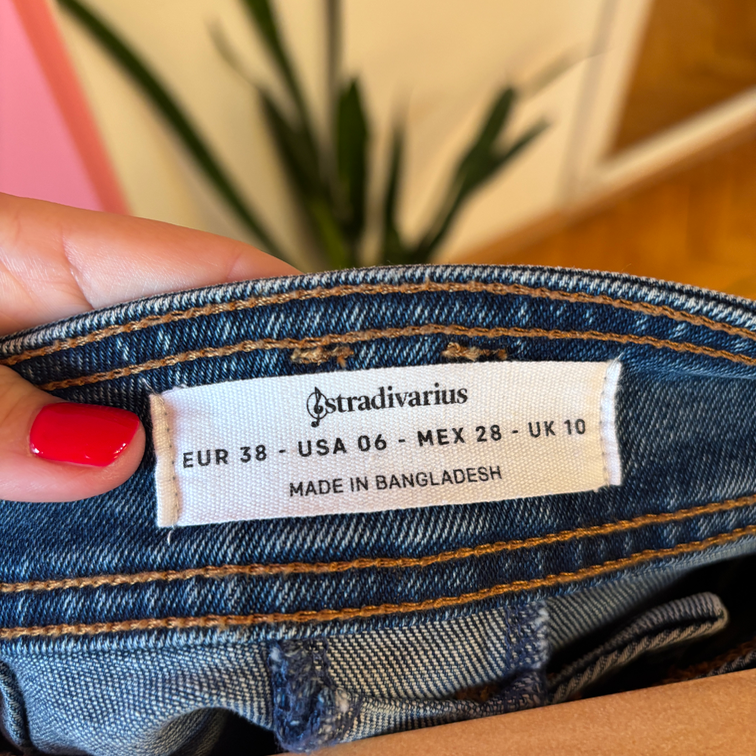 stradivarius
EUR 38 - USA 06 - MEX 28 - UK 10
MADE IN BANGLADESH